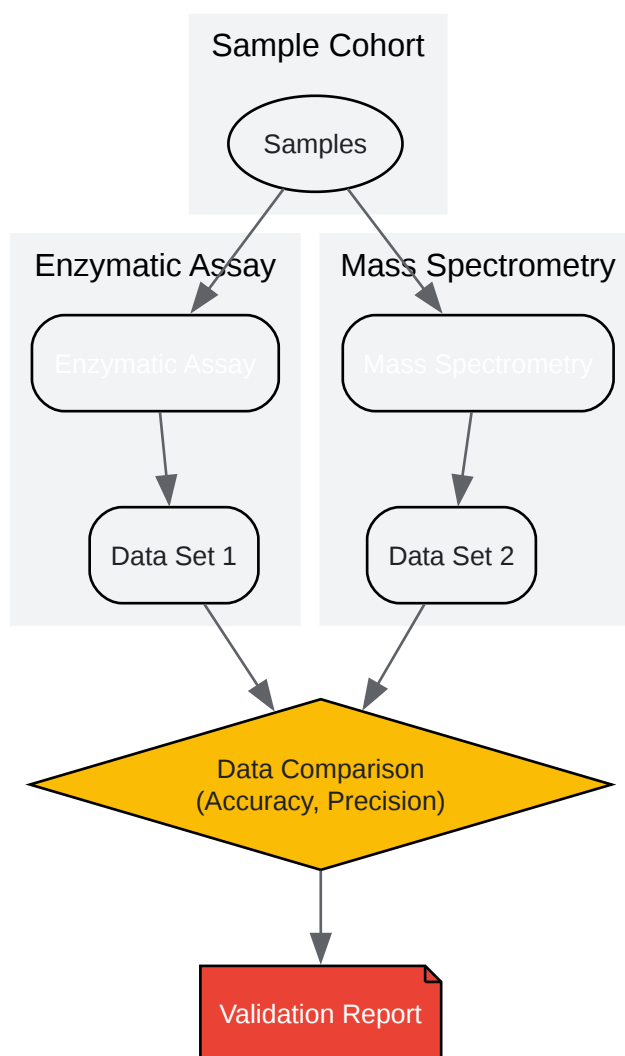 Sample Cohort
Samples
Enzymatic Assay
Mass Spectrometry
Enzymatic Assay
Mass Spectrometry
Data Set 1
Data Set 2
Data Comparison
(Accuracy, Precision)
Validation Report